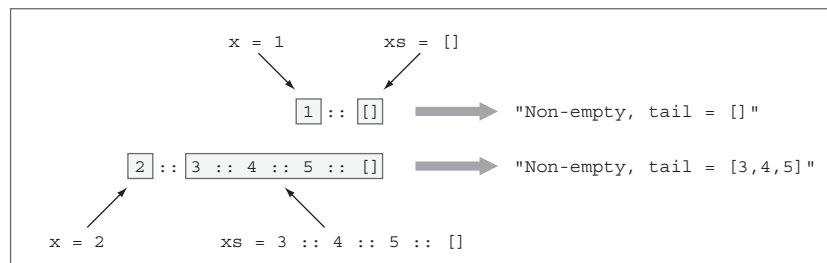 x = 1 xs = []
1 :: [] "Non-empty, tail = []"
2 :: 3 :: 4 :: 5 :: [] "Non-empty, tail = [3,4,5]"
x = 2 xs = 3 :: 4 :: 5 :: []